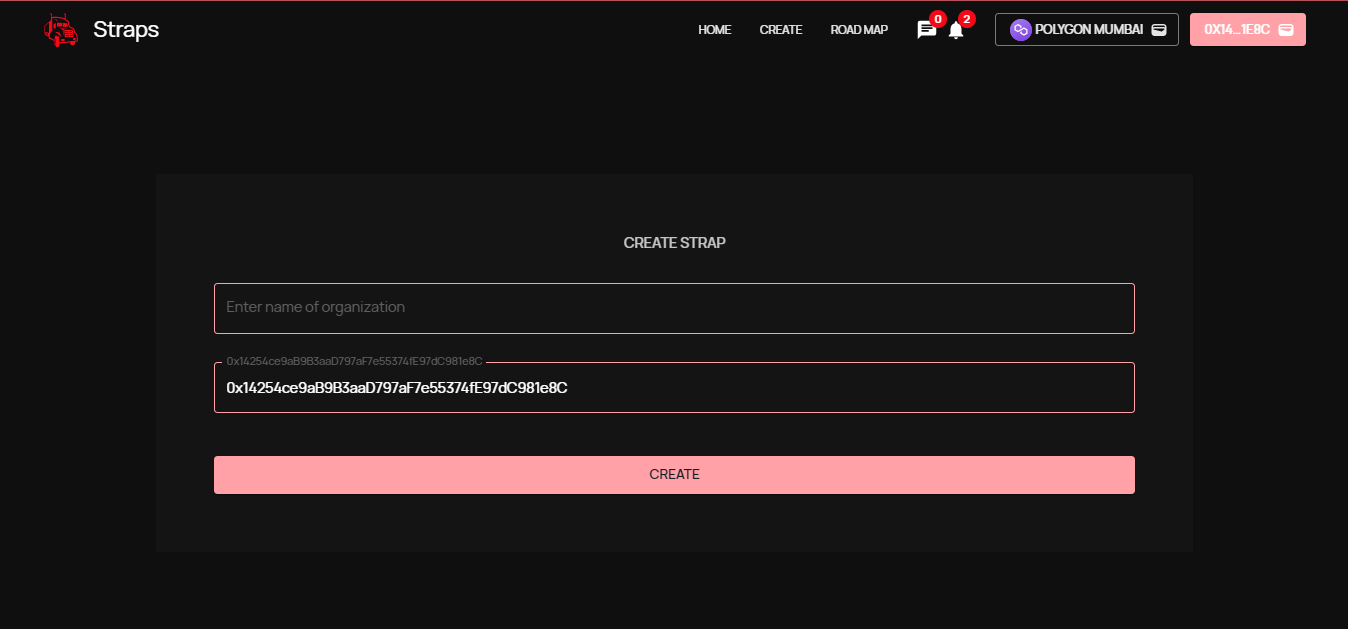 Straps
HOME CREATE ROAD MAP 0 2 POLYGON MUMBAI 0X14...1E8C
CREATE STRAP
Enter name of organization
0x14254ce9aB9B3aaD797aF7e55374fE97dC981e8C
0x14254ce9aB9B3aaD797aF7e55374fE97dC981e8C
CREATE